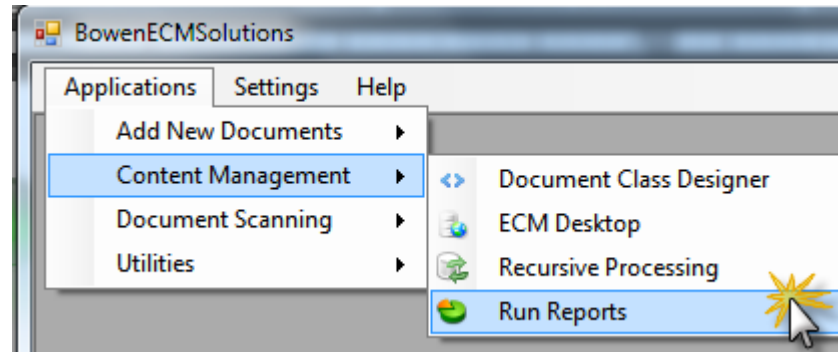 BowenECMSolutions
Applications Settings Help
Add New Documents
Content Management
Document Scanning
Utilities
Document Class Designer
ECM Desktop
Recursive Processing
Run Reports